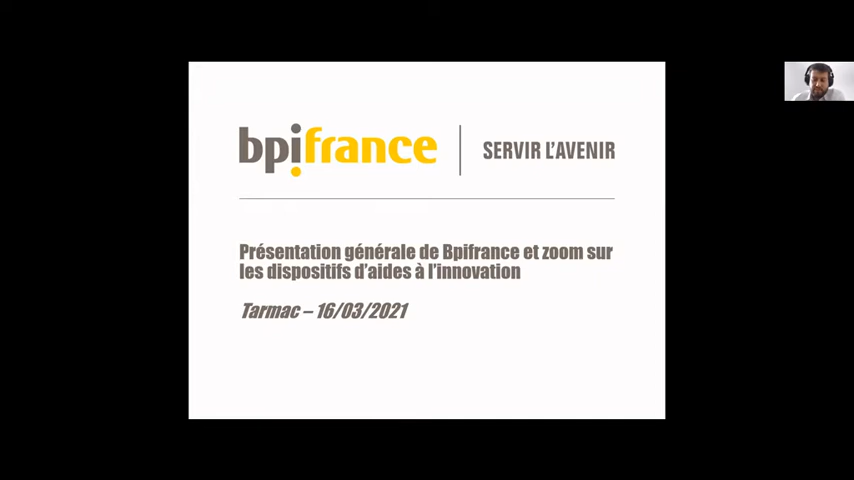 bpifrance
SERVIR L'AVENIR
Présentation générale de Bpifrance et zoom sur
les dispositifs d'aides à l'innovation
Tarmac – 16/03/2021